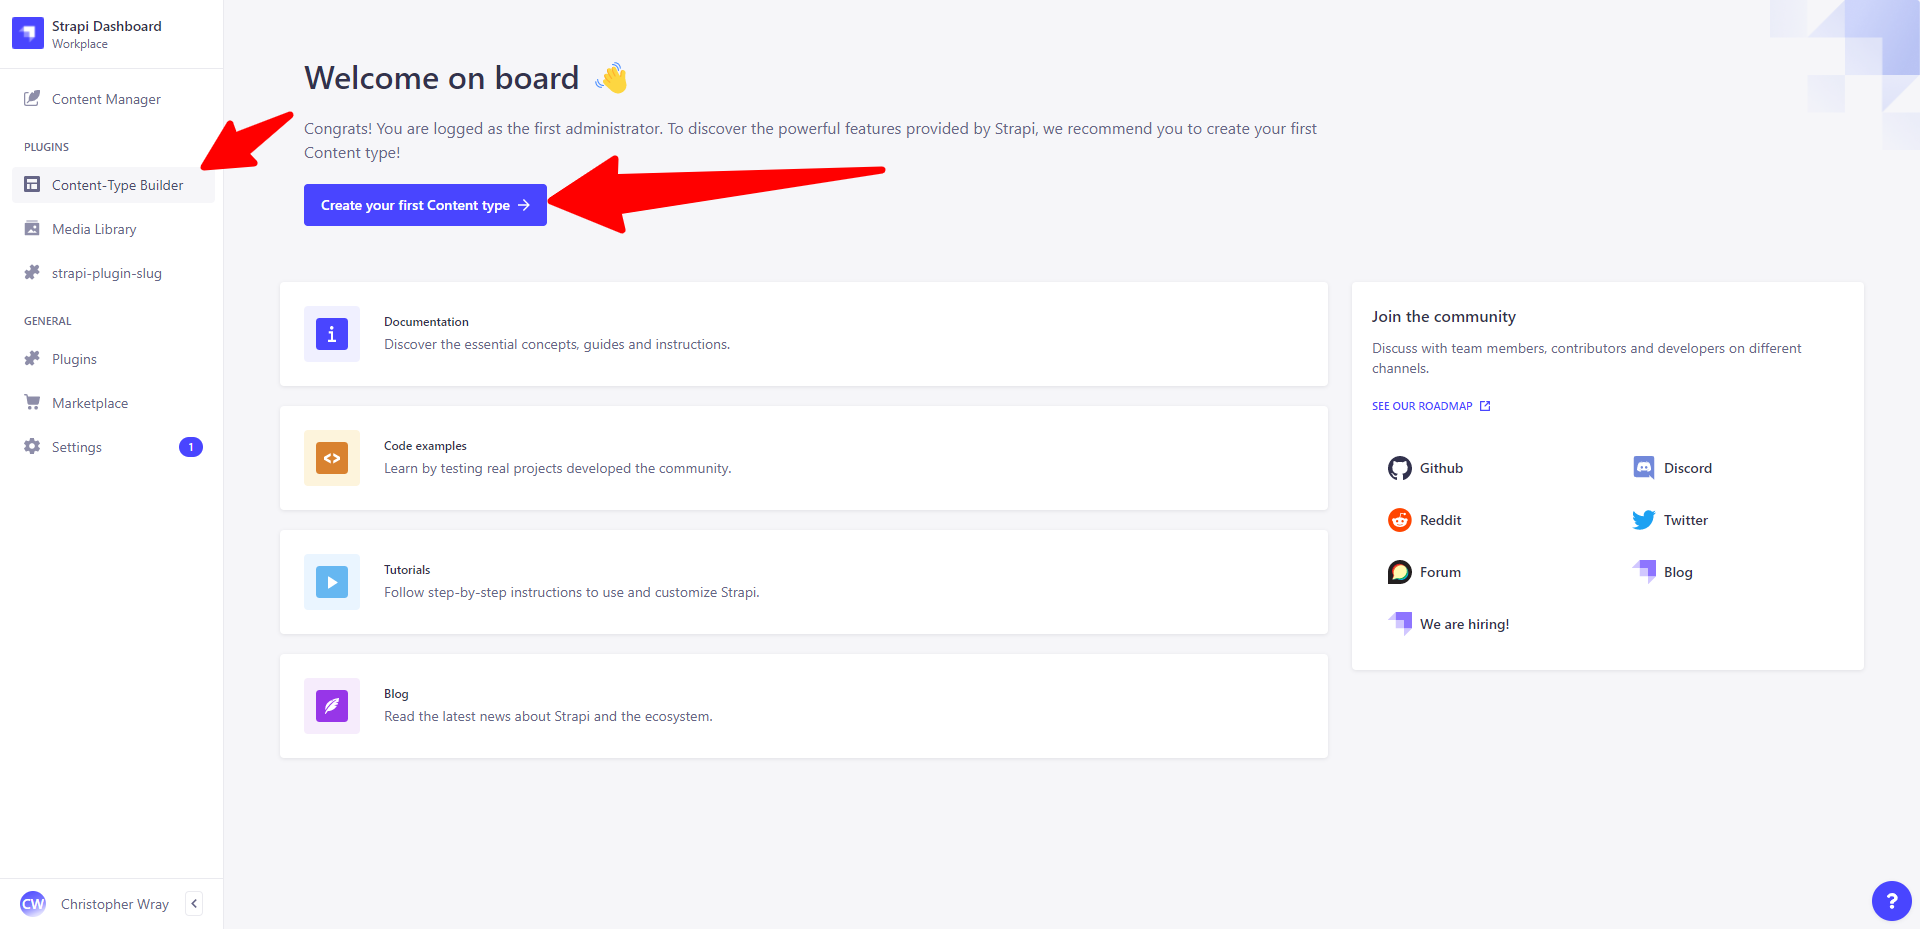 Strapi Dashboard
Workplace
Content Manager
PLUGINS
Content-Type Builder
Media Library
strapi-plugin-slug
GENERAL
Plugins
Marketplace
Settings
1
CW
Christopher Wray
Welcome on board
Congrats! You are logged as the first administrator. To discover the powerful features provided by Strapi, we recommend you to create your first
Content type!
Create your first Content type
Documentation
Discover the essential concepts, guides and instructions.
Code examples
Learn by testing real projects developed the community.
Tutorials
Follow step-by-step instructions to use and customize Strapi.
Blog
Read the latest news about Strapi and the ecosystem.
Join the community
Discuss with team members, contributors and developers on different
channels.
SEE OUR ROADMAP
Github
Discord
Reddit
Twitter
Forum
Blog
We are hiring!
?